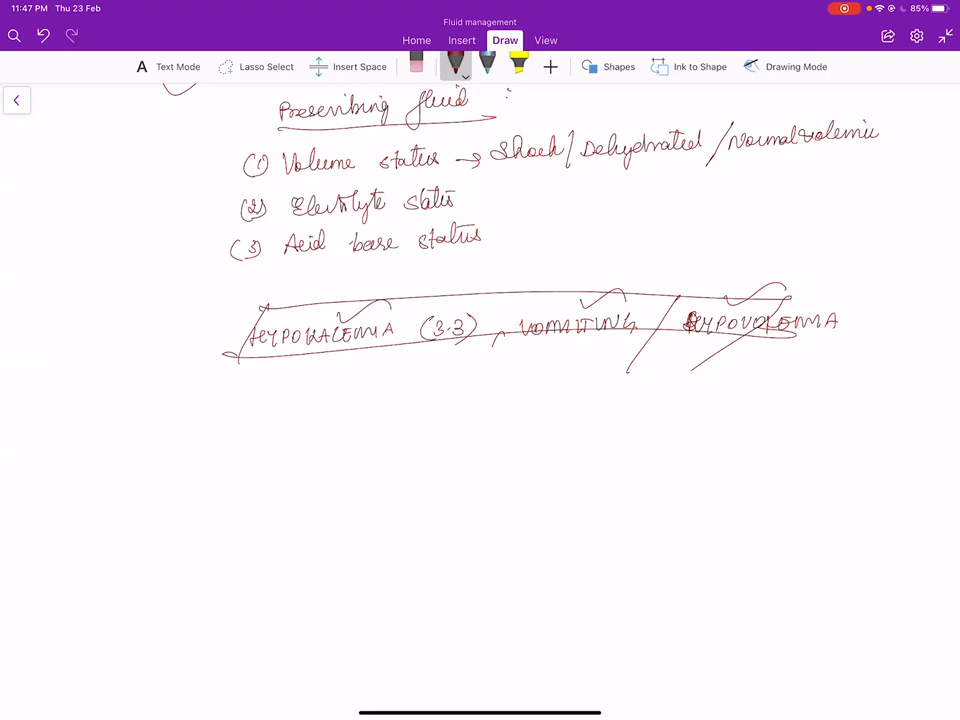 11:47 PM Thu 23 Feb 85%
Fluid management
Home Insert Draw View
A Text Mode Lasso Select Insert Space Shapes Ink to Shape Drawing Mode
Prescribing fluid :
(1) Volume status → Shock/Dehydrated/Normalvolemic
(2) Electrolyte status
(3) Acid base status
HYPOKALEMIA (3.3), VOMITING / HYPOVOLEMIA